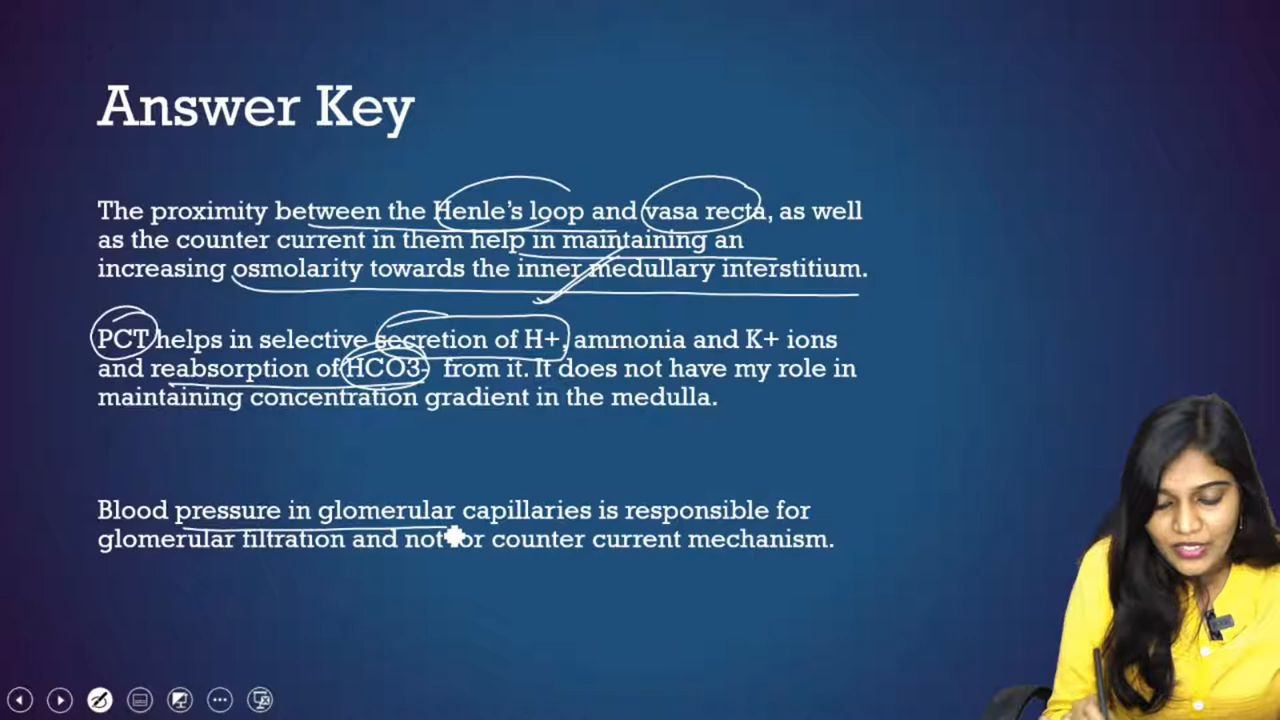 Answer Key
The proximity between the Henle's loop and vasa recta, as well
as the counter current in them help in maintaining an
increasing osmolarity towards the inner medullary interstitium.
PCT helps in selective secretion of H+, ammonia and K+ ions
and reabsorption of HCO3- from it. It does not have my role in
maintaining concentration gradient in the medulla.
Blood pressure in glomerular capillaries is responsible for
glomerular filtration and not for counter current mechanism.